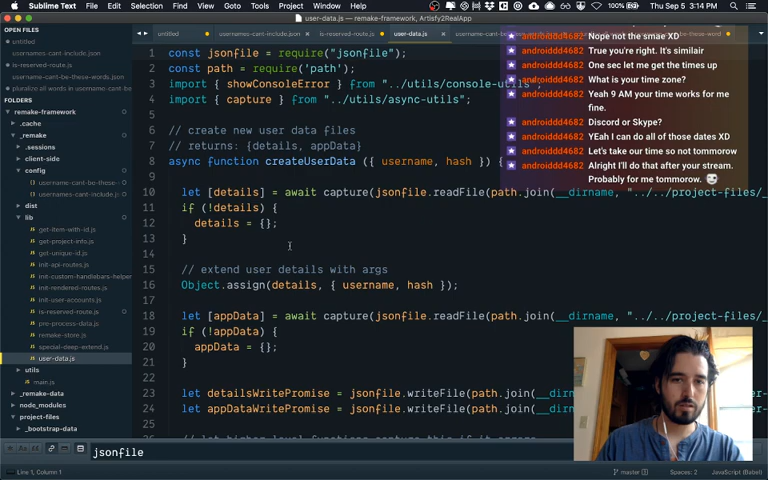 Sublime Text File Edit Selection Find View Goto Tools Project Window Help 100% Thu Sep 5 3:14 PM
user-data.js — remake-framework, Artisfy2RealApp
OPEN FILES
untitled
usernames-cant-include.json
is-reserved-route.js
username-cant-be-these-words.json
pluralize all words in username-cant-be
FOLDERS
remake-framework
.cache
_remake
.sessions
client-side
config
username-cant-be-these-
usernames-cant-include.js
dist
lib
get-item-with-id.js
get-project-info.js
get-unique-id.js
init-api-routes.js
init-custom-handlebars-helper
init-rendered-routes.js
init-user-accounts.js
is-reserved-route.js
pre-process-data.js
remake-store.js
special-deep-extend.js
user-data.js
utils
main.js
_remake-data
node_modules
project-files
_bootstrap-data
untitled
usernames-cant-include.json
is-reserved-route.js
user-data.js
1 const jsonfile = require("jsonfile");
2 const path = require('path');
3 import { showConsoleError } from "../utils/console-utils";
4 import { capture } from "../utils/async-utils";
5
6 // create new user data files
7 // returns: {details, appData}
8 async function createUserData ({ username, hash }) {
9
10 let [details] = await capture(jsonfile.readFile(path.join(__dirname, "../../project-files/_
11 if (!details) {
12 details = {};
13 }
14
15 // extend user details with args
16 Object.assign(details, { username, hash });
17
18 let [appData] = await capture(jsonfile.readFile(path.join(__dirname, "../../project-files/_
19 if (!appData) {
20 appData = {};
21 }
22
23 let detailsWritePromise = jsonfile.writeFile(path.join(__dirn
24 let appDataWritePromise = jsonfile.writeFile(path.join(__dirn
25
androiddd4682 Nope not the smae XD
androiddd4682 True you're right. It's similair
androiddd4682 One sec let me get the times up
androiddd4682 What is your time zone?
androiddd4682 Yeah 9 AM your time works for me
fine.
androiddd4682 Discord or Skype?
androiddd4682 YEah I can do all of those dates XD
androiddd4682 Let's take our time so not tommorow
androiddd4682 Alright I'll do that after your stream.
Probably for me tommorow.
jsonfile
Line 1, Column 1
master
Spaces: 2
JavaScript (Babel)